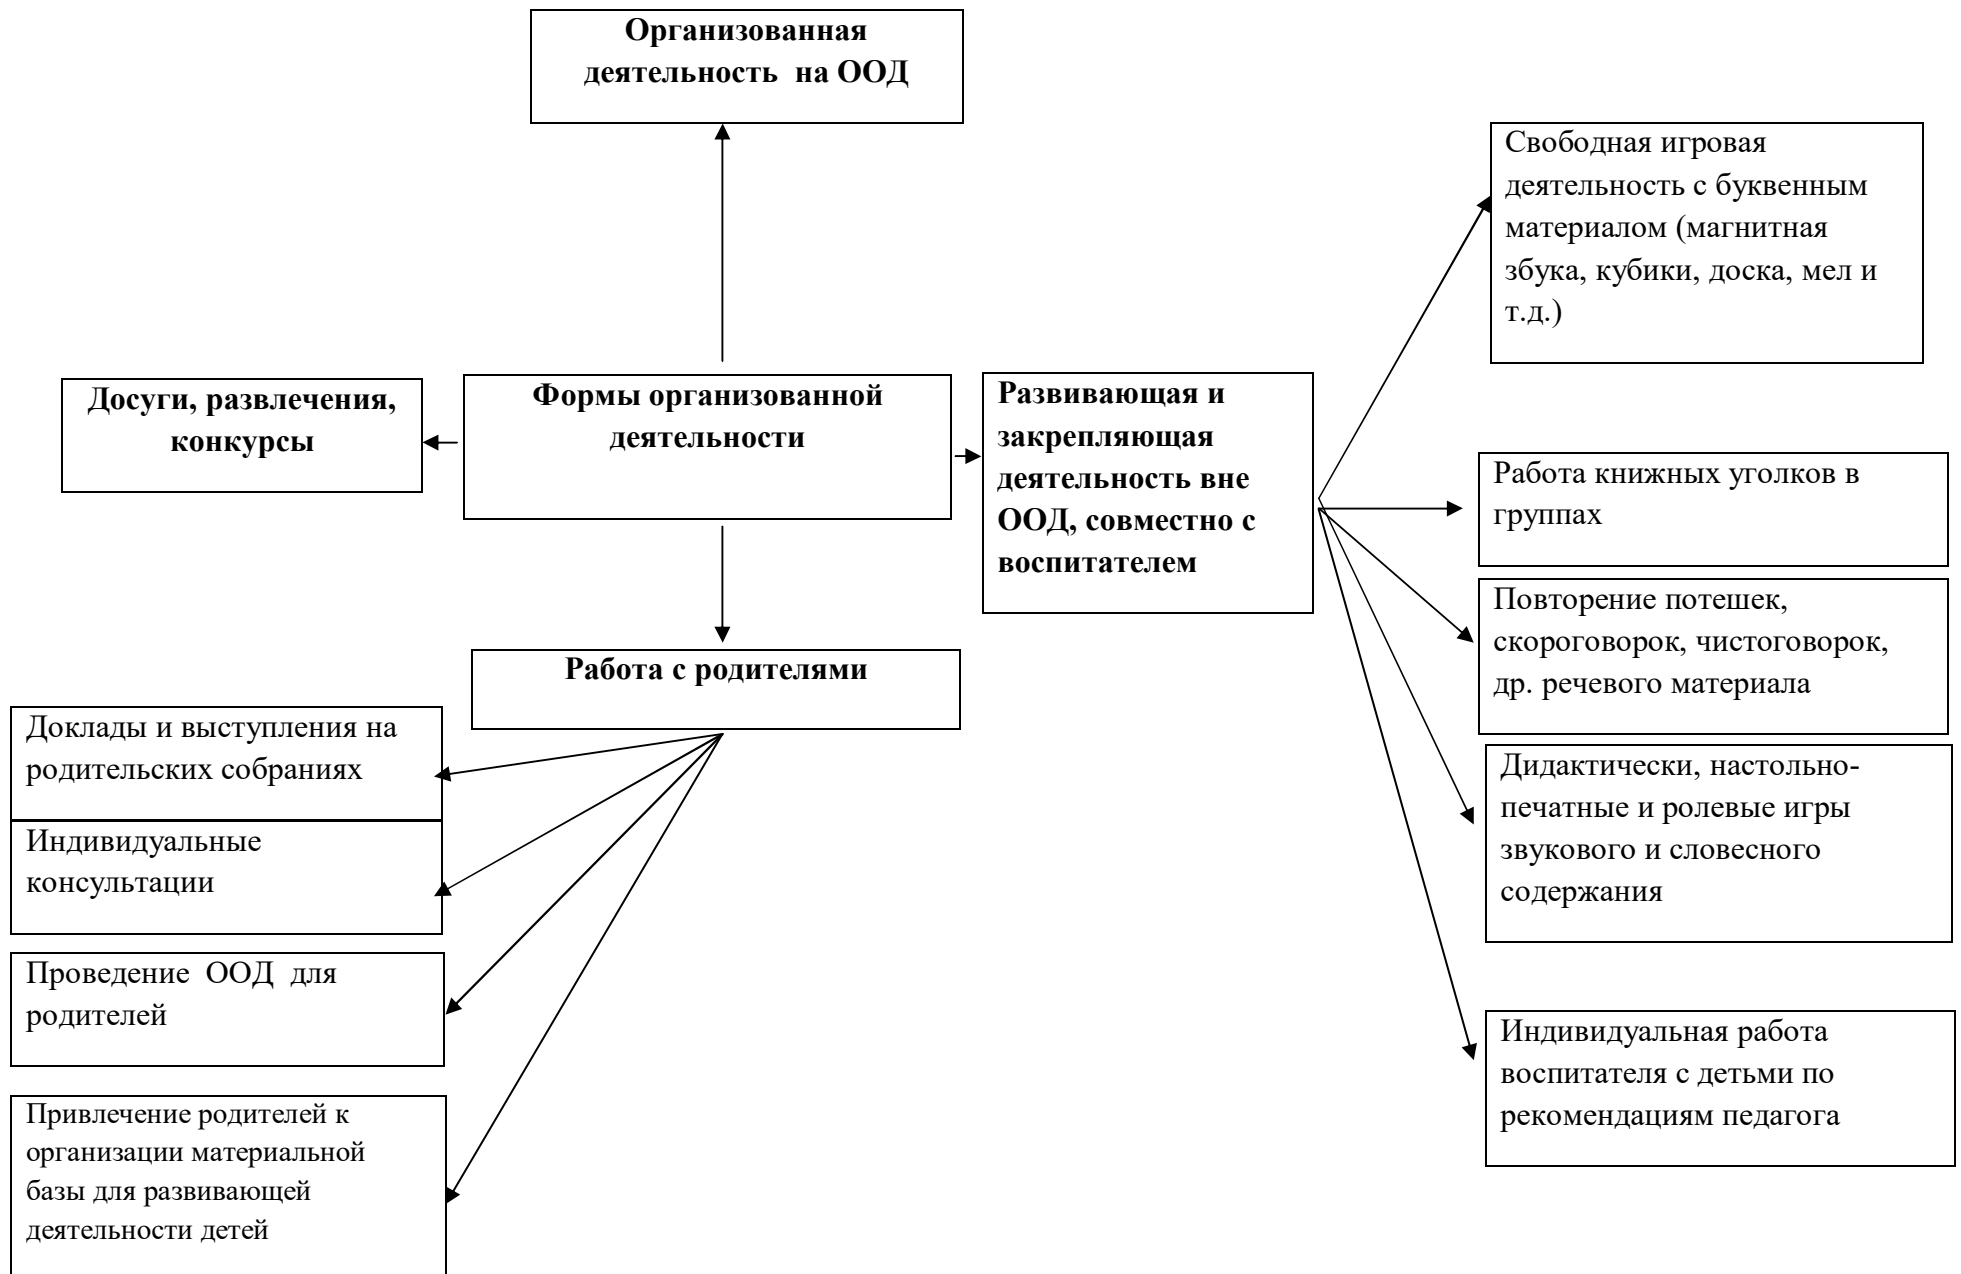 Организованная
деятельность на ООД
Свободная игровая
деятельность с буквенным
материалом (магнитная
збука, кубики, доска, мел и
т.д.)
Досуги, развлечения,
конкурсы
Формы организованной
деятельности
Развивающая и
закрепляющая
деятельность вне
ООД, совместно с
воспитателем
Работа книжных уголков в
группах
Повторение потешек,
скороговорок, чистоговорок,
др. речевого материала
Работа с родителями
Доклады и выступления на
родительских собраниях
Индивидуальные
консультации
Проведение ООД для
родителей
Привлечение родителей к
организации материальной
базы для развивающей
деятельности детей
Дидактически, настольно-
печатные и ролевые игры
звукового и словесного
содержания
Индивидуальная работа
воспитателя с детьми по
рекомендациям педагога